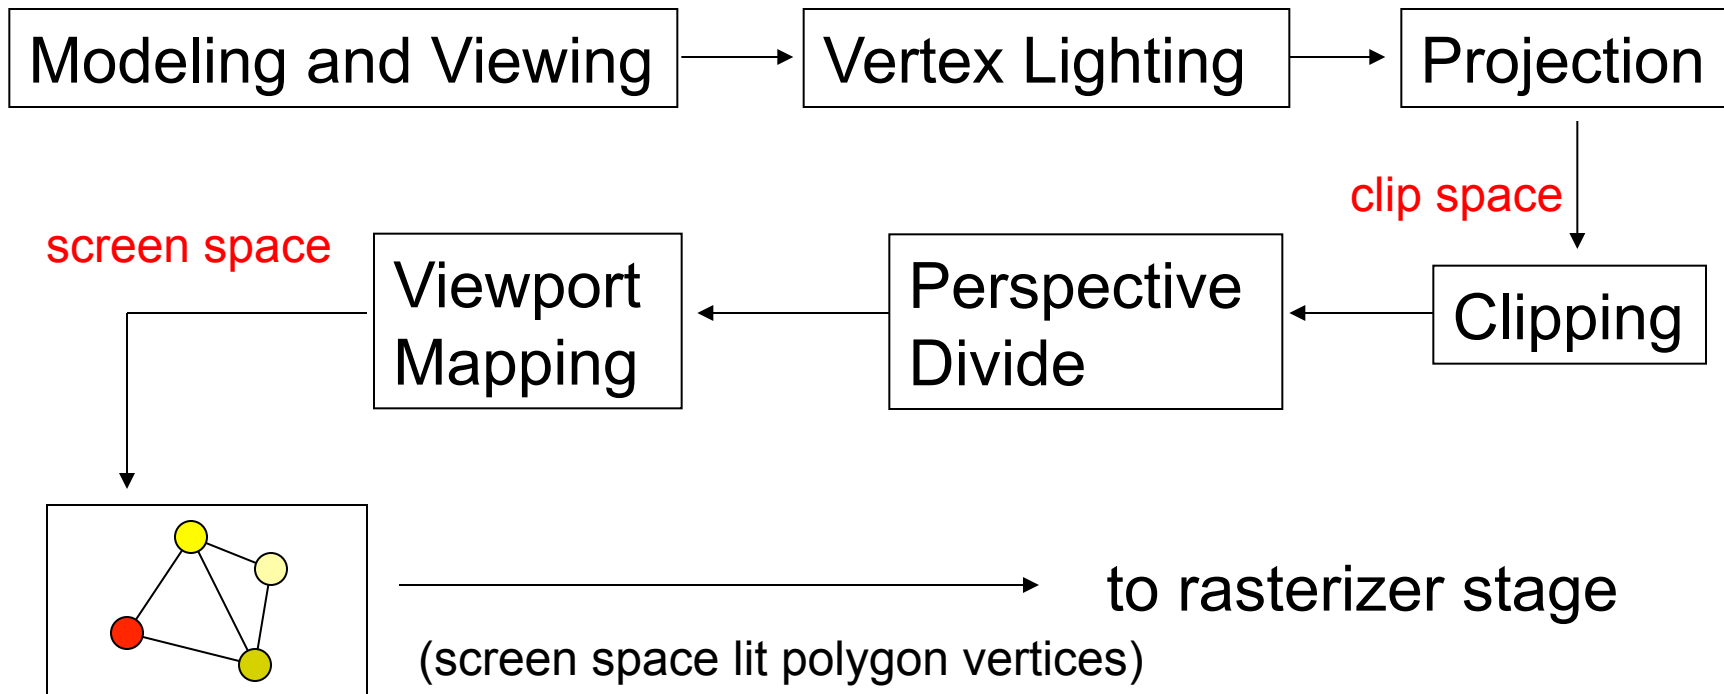 Modeling and Viewing
Vertex Lighting
Projection
clip space
screen space
Viewport
Mapping
Perspective
Divide
Clipping
to rasterizer stage
(screen space lit polygon vertices)